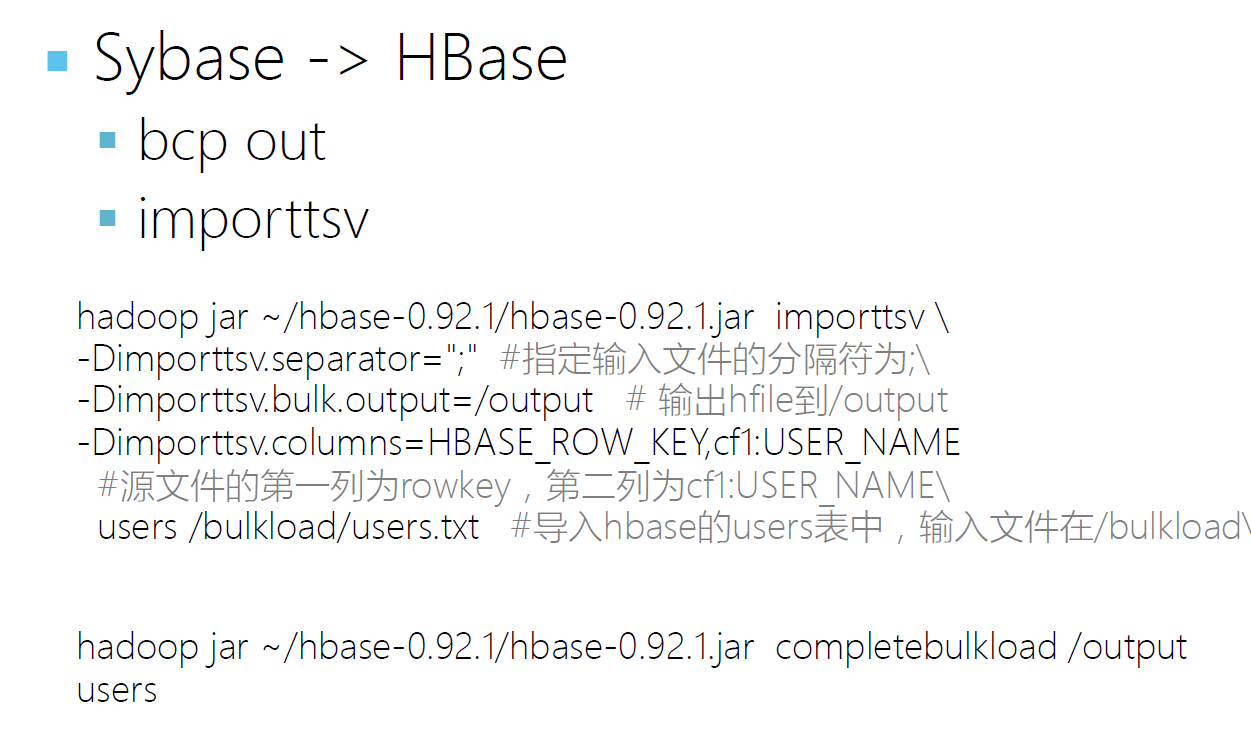 Sybase -> HBase
bcp out
importtsv
hadoop jar ~/hbase-0.92.1/hbase-0.92.1.jar  importtsv \
-Dimporttsv.separator=";"  #指定输入文件的分隔符为;\
-Dimporttsv.bulk.output=/output   # 输出hfile到/output
-Dimporttsv.columns=HBASE_ROW_KEY,cf1:USER_NAME
#源文件的第一列为rowkey，第二列为cf1:USER_NAME\
users /bulkload/users.txt   #导入hbase的users表中，输入文件在/bulkload\
hadoop jar ~/hbase-0.92.1/hbase-0.92.1.jar  completebulkload /output
users